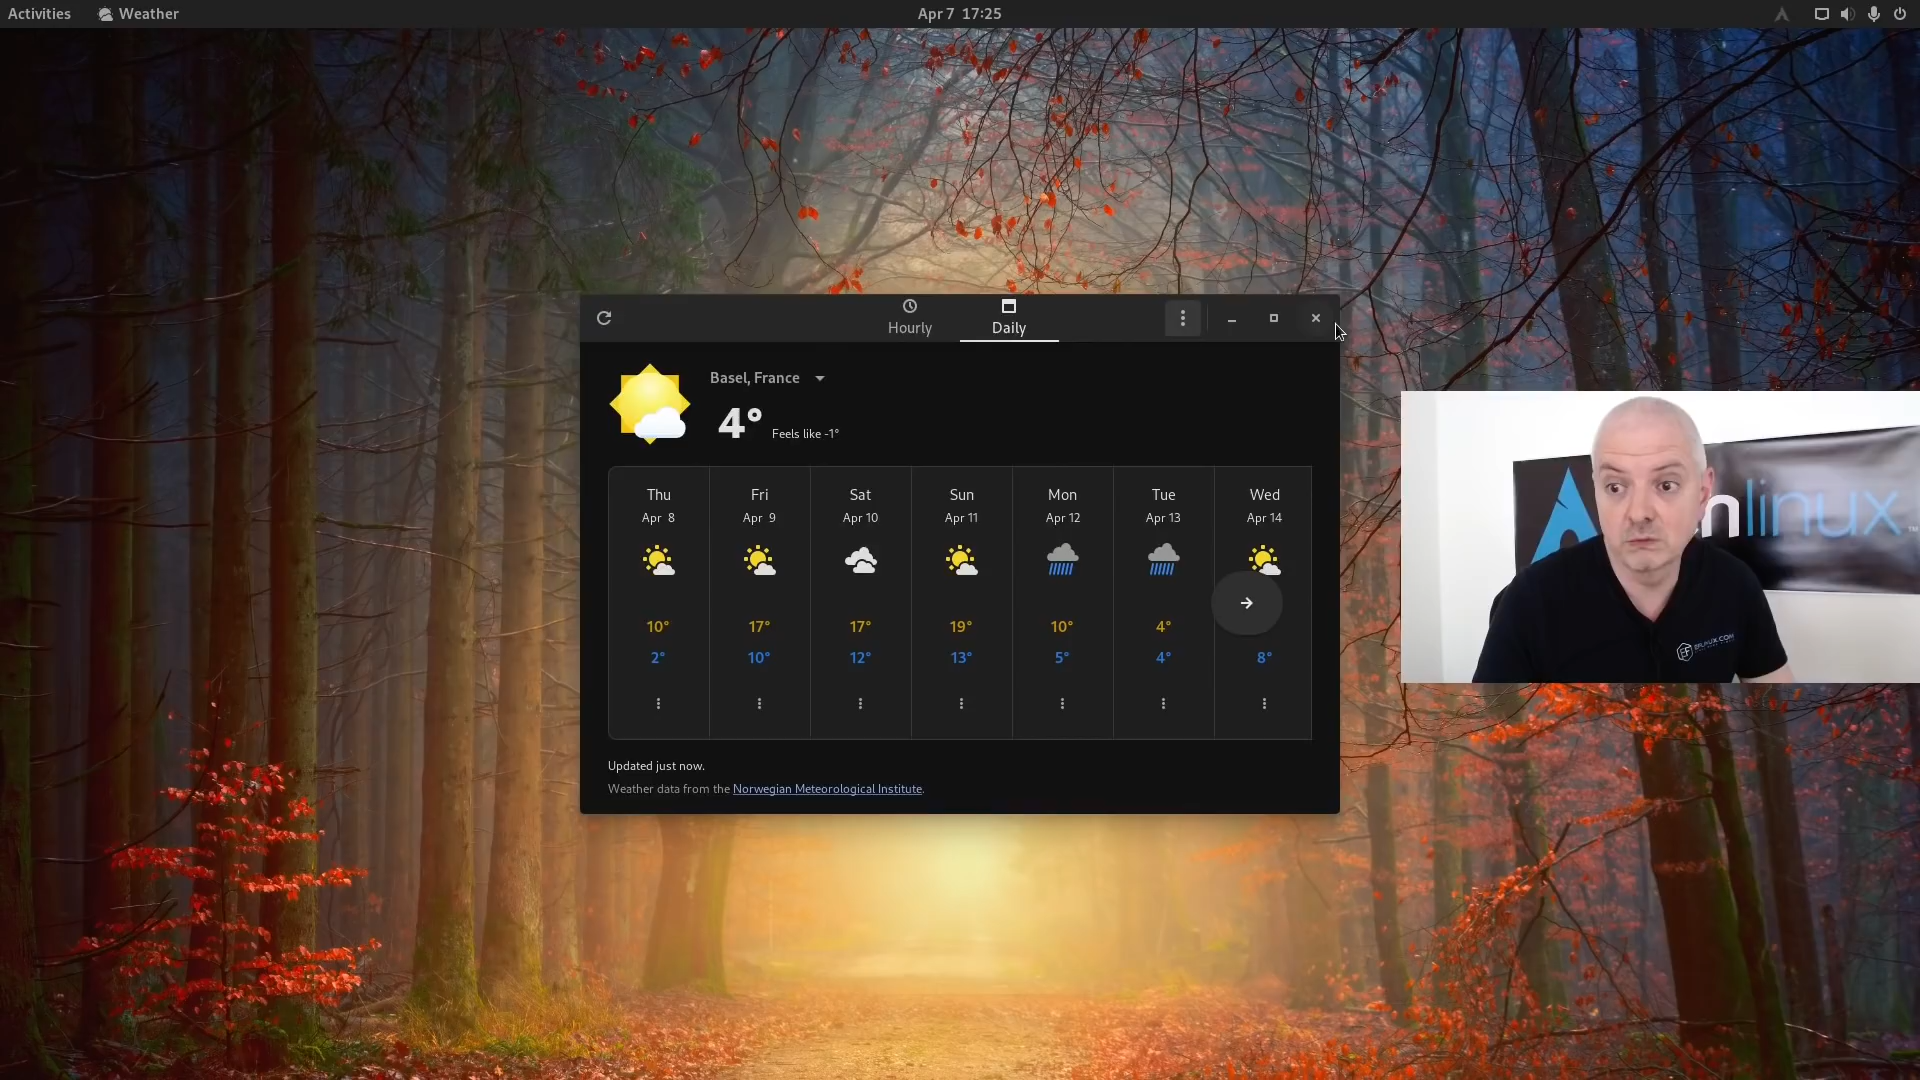 Activities Weather Apr 7 17:25
Hourly Daily
Basel, France
4° Feels like -1°
Thu Fri Sat Sun Mon Tue Wed
Apr 8 Apr 9 Apr 10 Apr 11 Apr 12 Apr 13 Apr 14
10° 17° 17° 19° 10° 4°
2° 10° 12° 13° 5° 4° 8°
Updated just now.
Weather data from the Norwegian Meteorological Institute.
linux
EFLINUX.COM